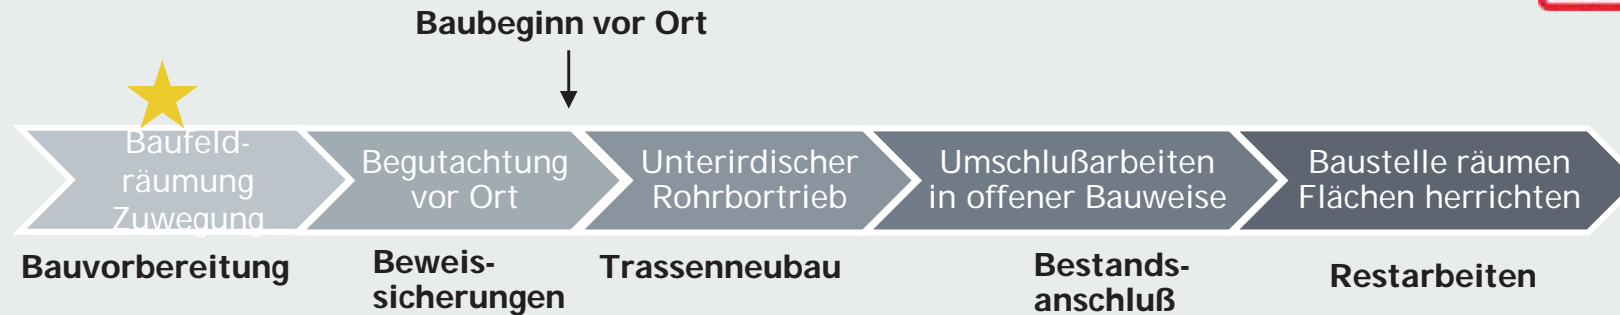 Baubeginn vor Ort
Baufeld-
räumung
Zuwegung
Begutachtung
vor Ort
Unterirdischer
Rohrbortrieb
Umschlußarbeiten
in offener Bauweise
Baustelle räumen
Flächen herrichten
Bauvorbereitung
Beweis-
sicherungen
Trassenneubau
Bestands-
anschluß
Restarbeiten